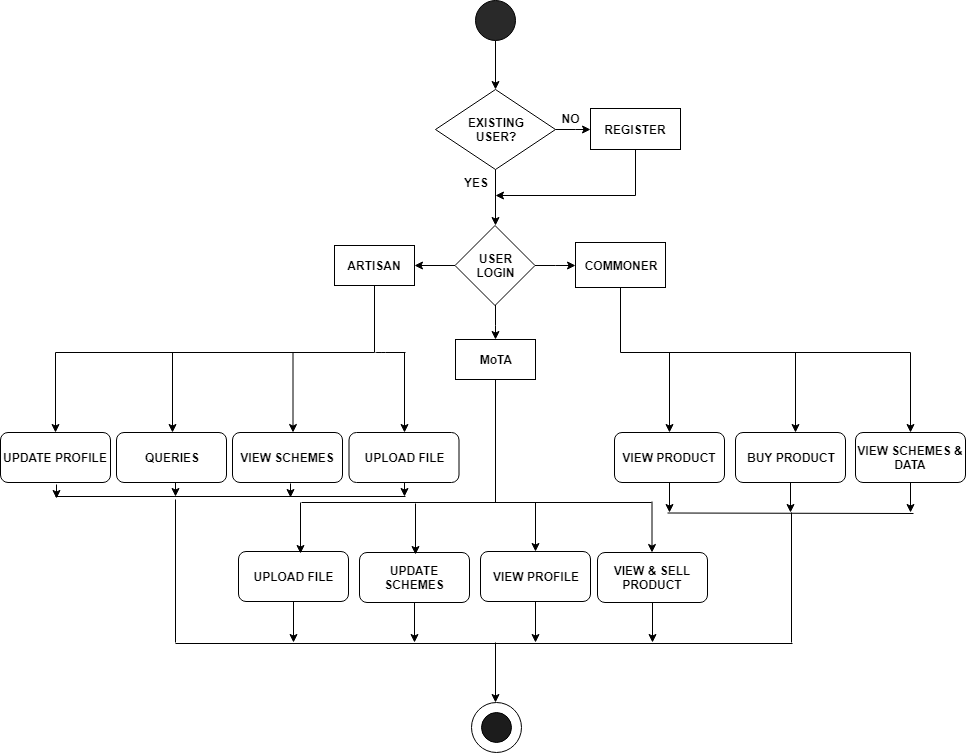 EXISTING
USER?
NO
REGISTER
YES
USER
LOGIN
ARTISAN
COMMONER
MoTA
UPDATE PROFILE
QUERIES
VIEW SCHEMES
UPLOAD FILE
VIEW PRODUCT
BUY PRODUCT
VIEW SCHEMES &
DATA
UPLOAD FILE
UPDATE
SCHEMES
VIEW PROFILE
VIEW & SELL
PRODUCT